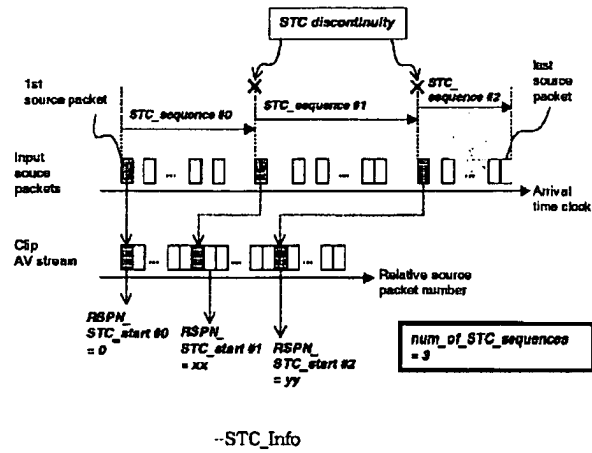 STC discontinuity
1st
source packet
STC_sequence #0
STC_sequence #1
STC_
sequence #2
last
source
packet
Input
souce
packets
Arrival
time clock
Clip
AV stream
Relative source
packet number
RSPN_
STC_start #0
= 0
RSPN_
STC_start #1
= xx
RSPN_
STC_start #2
= yy
num_of_STC_sequences
= 3
--STC_Info